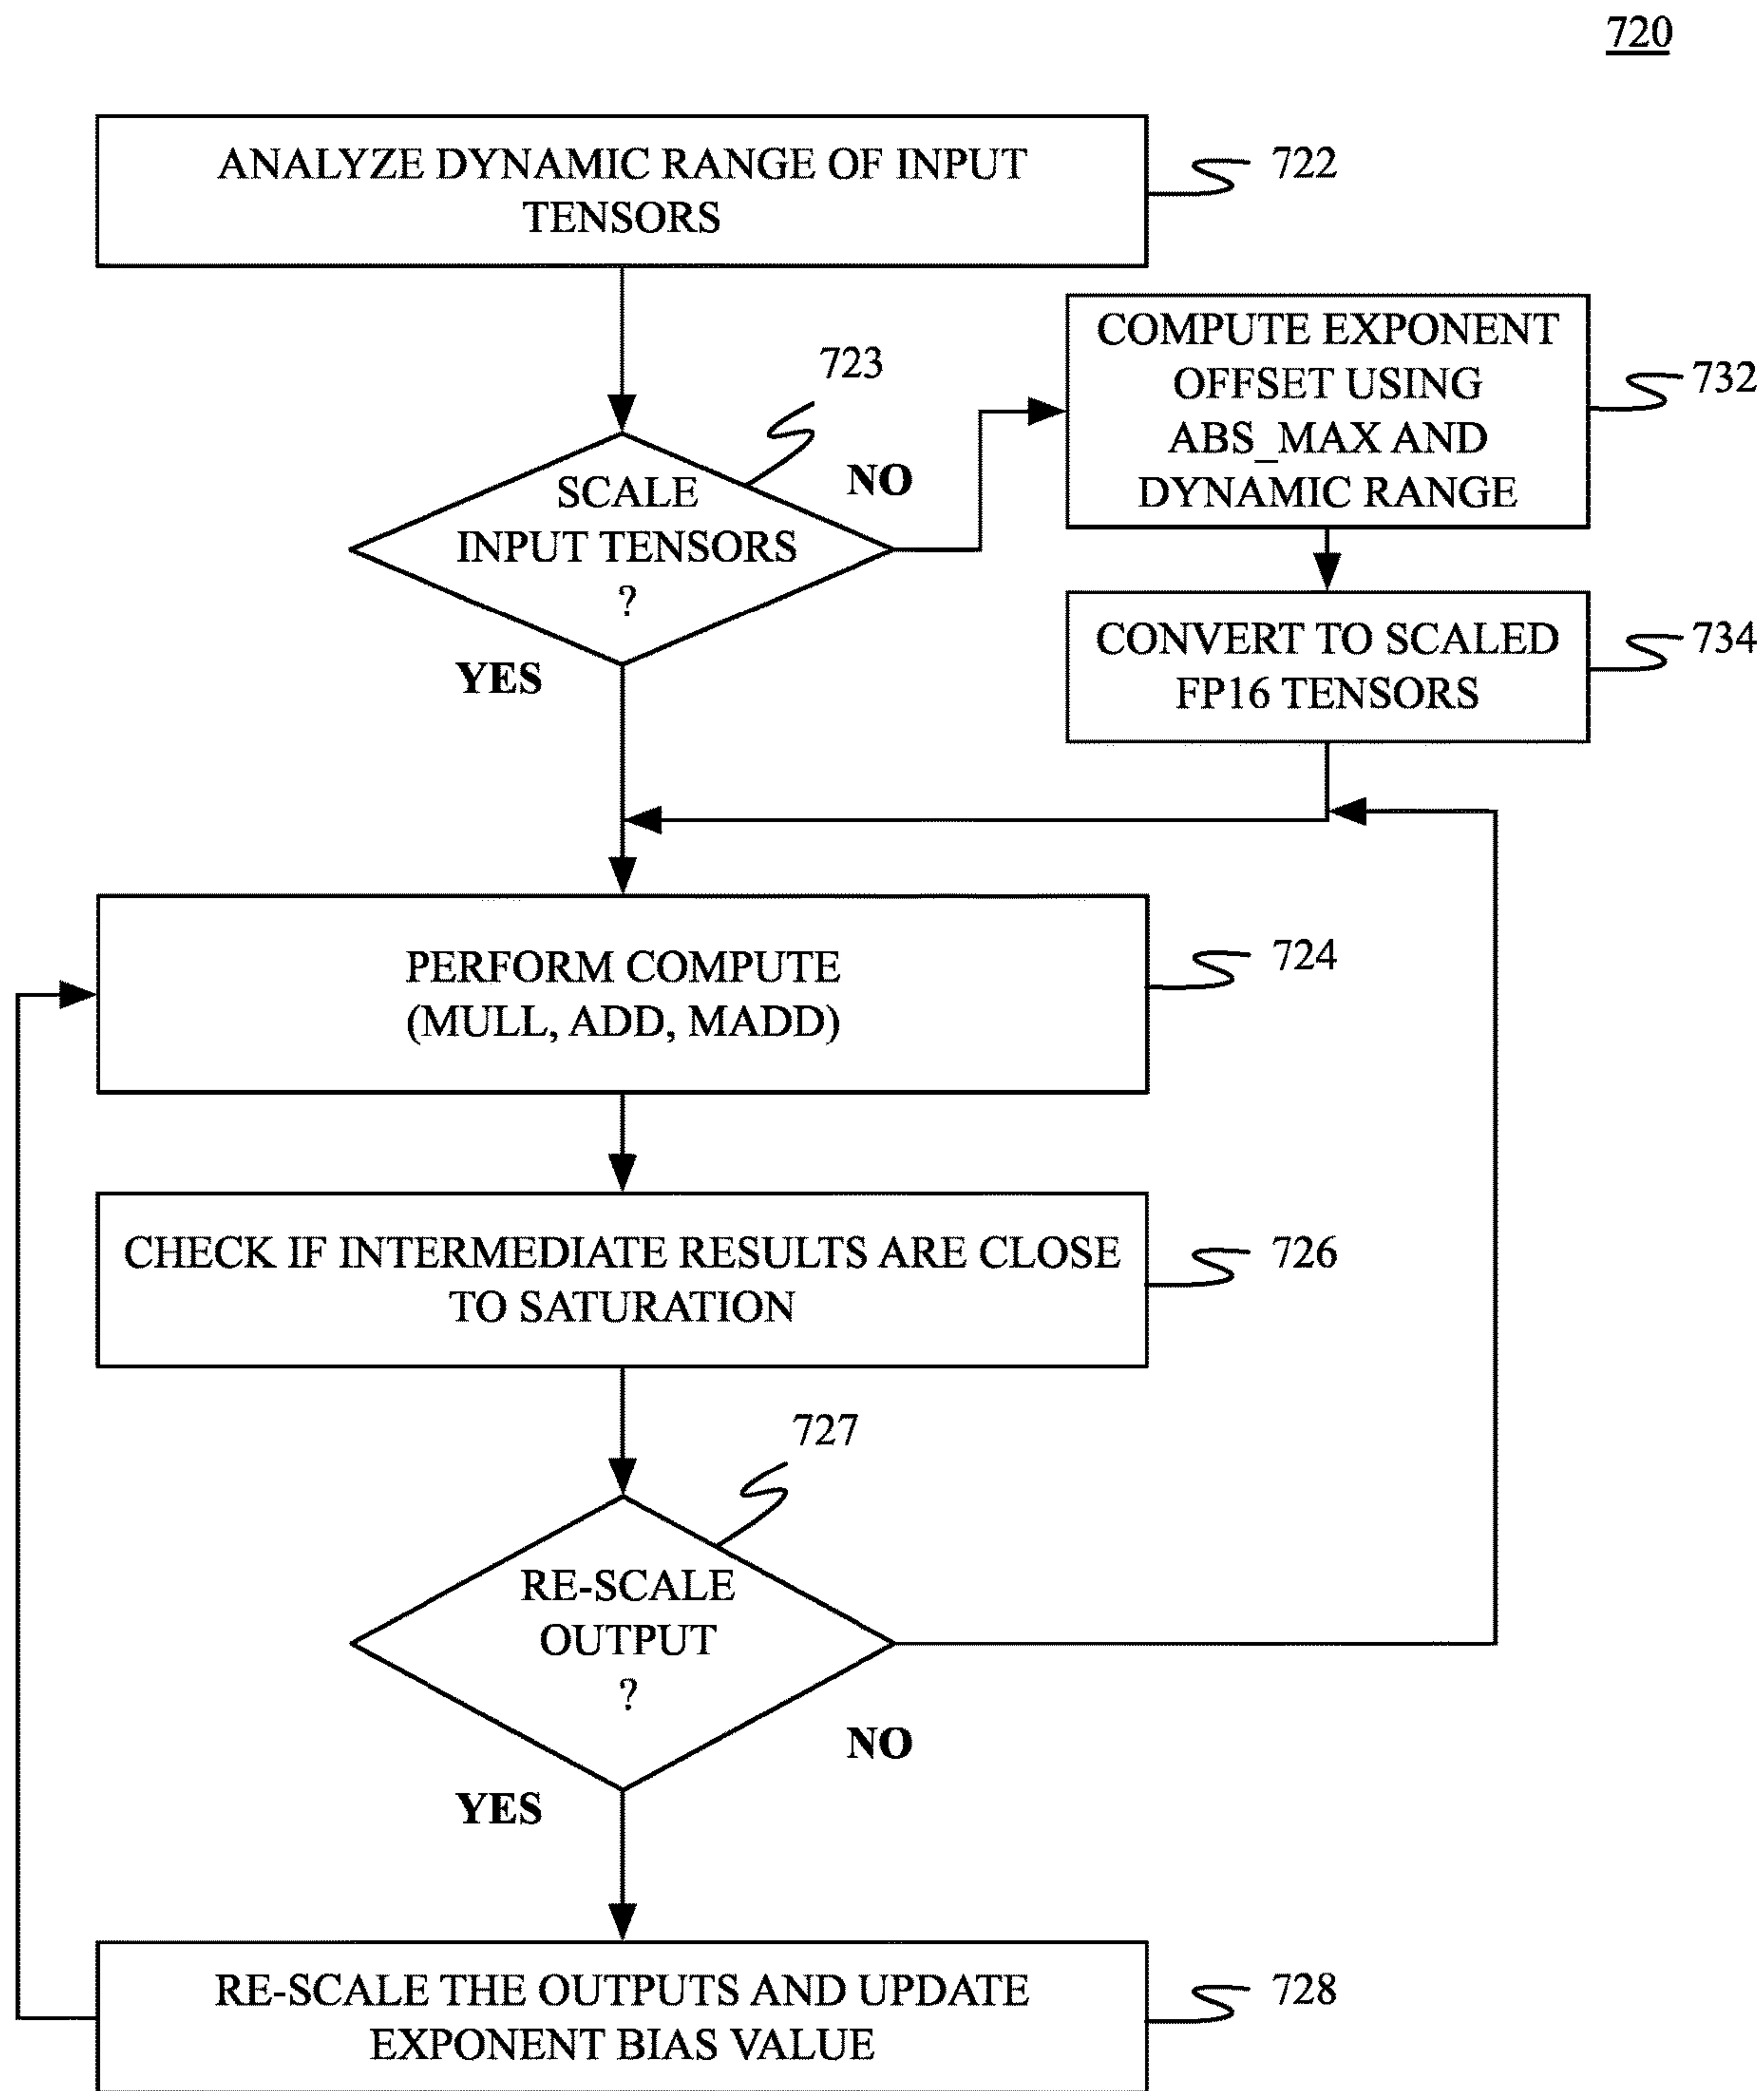 720
ANALYZE DYNAMIC RANGE OF INPUT
TENSORS
722
723
SCALE
INPUT TENSORS
?
NO
YES
COMPUTE EXPONENT
OFFSET USING
ABS_MAX AND
DYNAMIC RANGE
732
CONVERT TO SCALED
FP16 TENSORS
734
PERFORM COMPUTE
(MULL, ADD, MADD)
724
CHECK IF INTERMEDIATE RESULTS ARE CLOSE
TO SATURATION
726
727
RE-SCALE
OUTPUT
?
NO
YES
RE-SCALE THE OUTPUTS AND UPDATE
EXPONENT BIAS VALUE
728